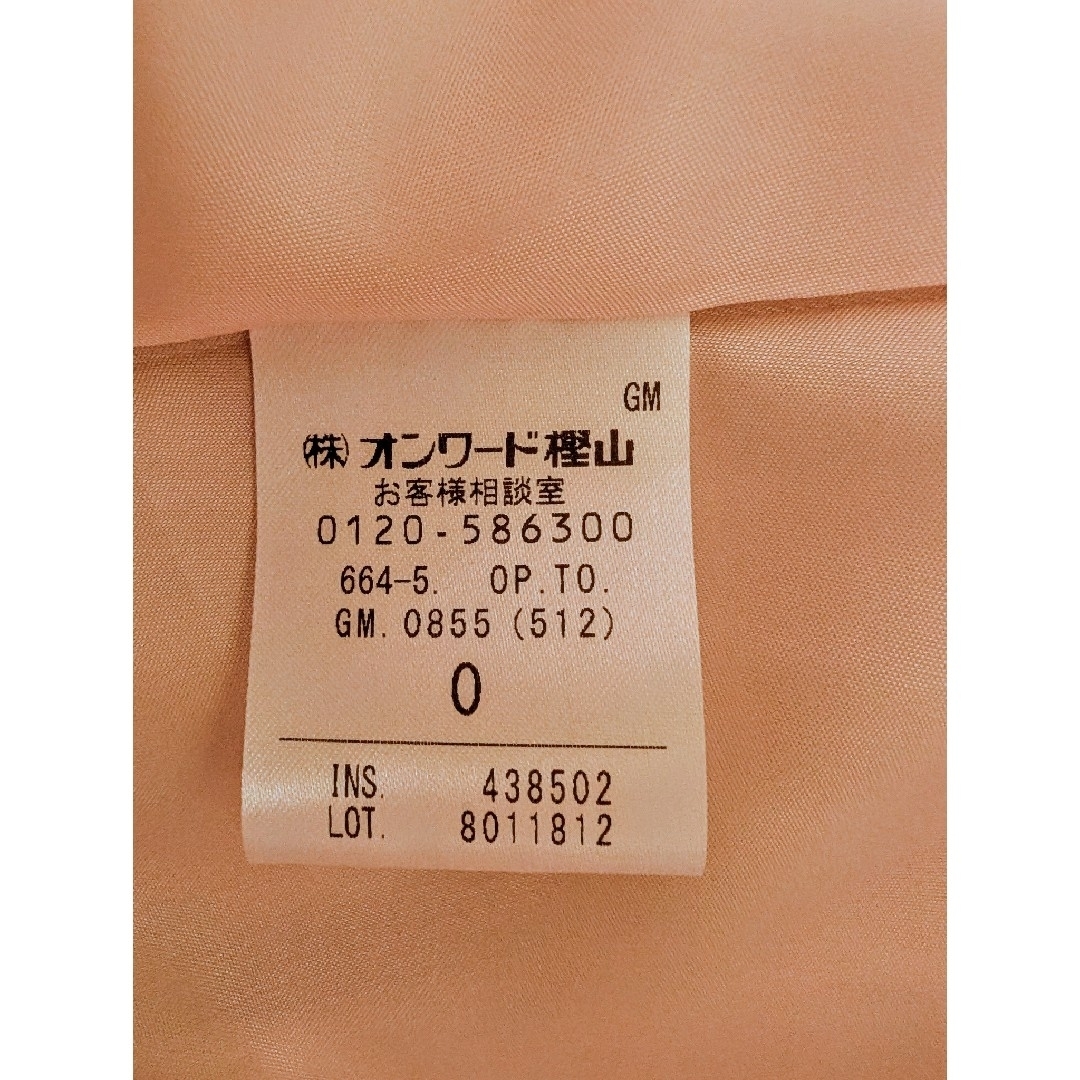 GM
㈱オンワード樫山
お客様相談室
0120-586300
664-5. OP.TO.
GM. 0855 (512)
0
INS. 438502
LOT. 8011812